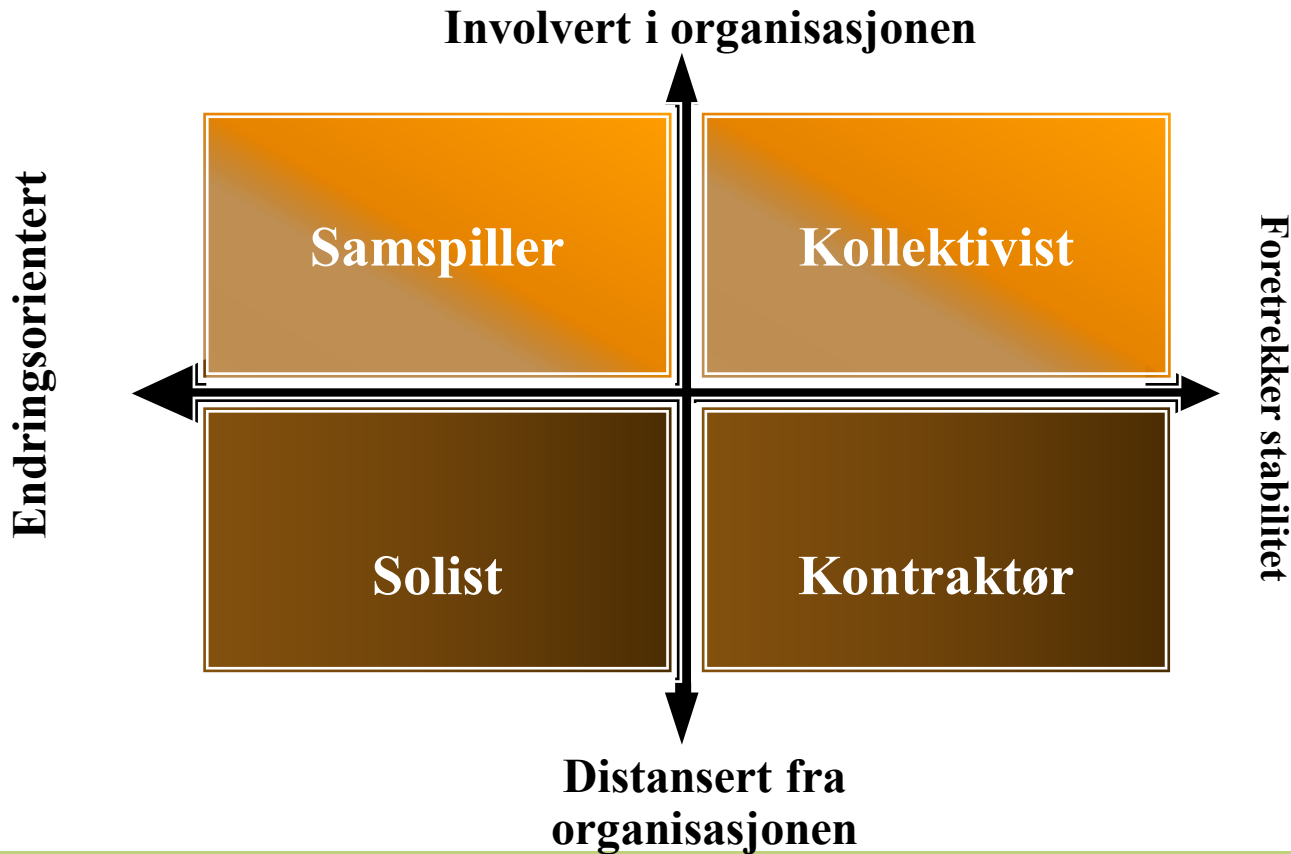 Involvert i organisasjonen
Endringsorientert
Samspiller
Kollektivist
Foretrekker stabilitet
Solist
Kontraktør
Distansert fra
organisasjonen